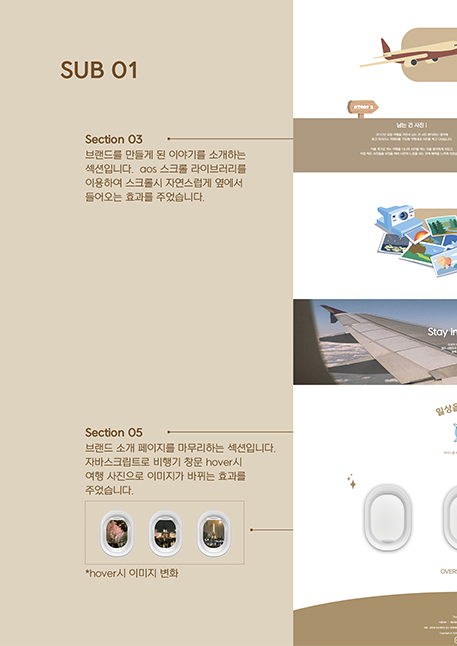 SUB 01
Section 03
브랜드를 만들게 된 이야기를 소개하는
섹션입니다. aos 스크롤 라이브러리를
이용하여 스크롤시 자연스럽게 옆에서
들어오는 효과를 주었습니다.
남는 건 사진 !
Stay in
일상을
Section 05
브랜드 소개 페이지를 마무리하는 섹션입니다.
자바스크립트로 비행기 창문 hover시
여행 사진으로 이미지가 바뀌는 효과를
주었습니다.
*hover시 이미지 변화
OVERS